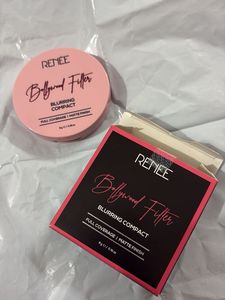 RENEE
Bollywood Filter
BLURRING
COMPACT
FULL COVERAGE | MATTE FINISH
RENEE
Bollywood Filter
BLURRING COMPACT
FULL COVERAGE | MATTE FINISH